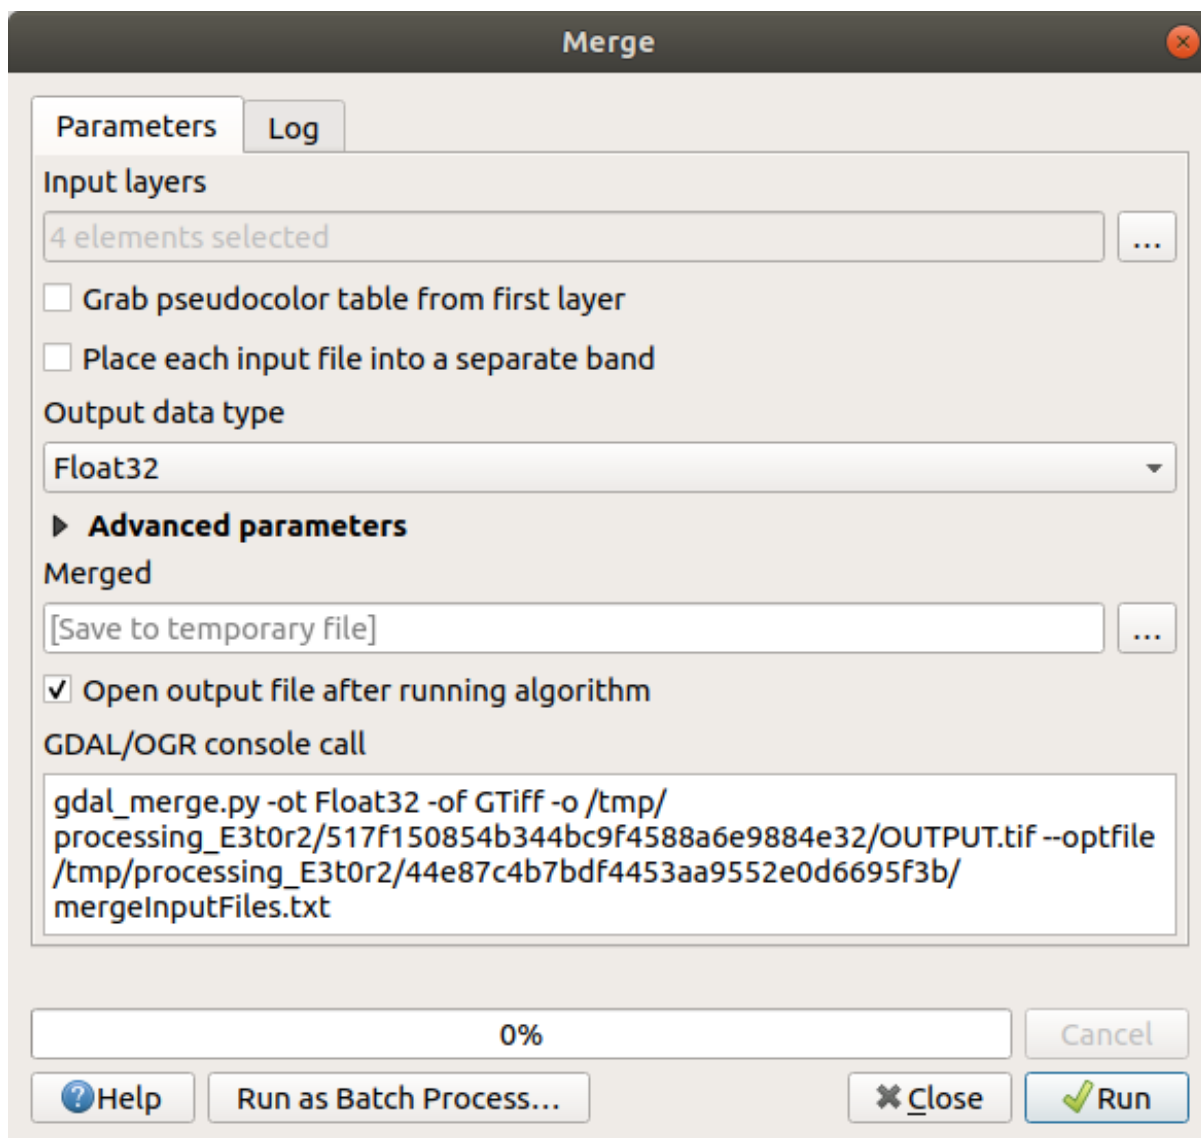 Merge
Parameters
Log
Input layers
4 elements selected
...
Grab pseudocolor table from first layer
Place each input file into a separate band
Output data type
Float32
Advanced parameters
Merged
[Save to temporary file]
...
Open output file after running algorithm
GDAL/OGR console call
gdal_merge.py -ot Float32 -of GTiff -o /tmp/
processing_E3t0r2/517f150854b344bc9f4588a6e9884e32/OUTPUT.tif --optfile
/tmp/processing_E3t0r2/44e87c4b7bdf4453aa9552e0d6695f3b/
mergeInputFiles.txt
0%
Cancel
Help
Run as Batch Process...
Close
Run